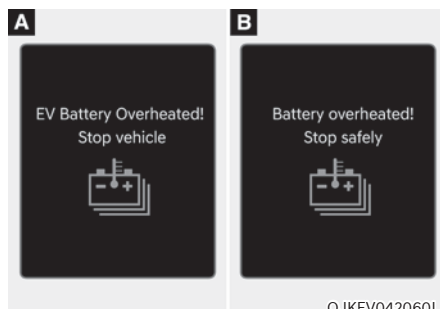 A
EV Battery Overheated!
Stop vehicle
B
Battery overheated!
Stop safely